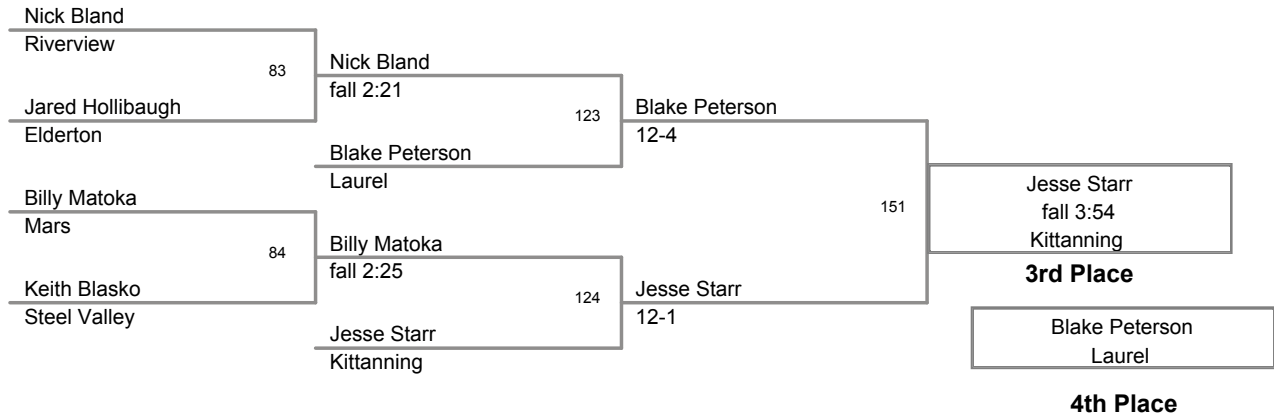 Nick Bland
Riverview
83
Nick Bland
fall 2:21
Jared Hollibaugh
Elderton
123
Blake Peterson
12-4
Blake Peterson
Laurel
Billy Matoka
Mars
84
Billy Matoka
fall 2:25
Keith Blasko
Steel Valley
124
Jesse Starr
12-1
Jesse Starr
Kittanning
151
Jesse Starr
fall 3:54
Kittanning
3rd Place
Blake Peterson
Laurel
4th Place